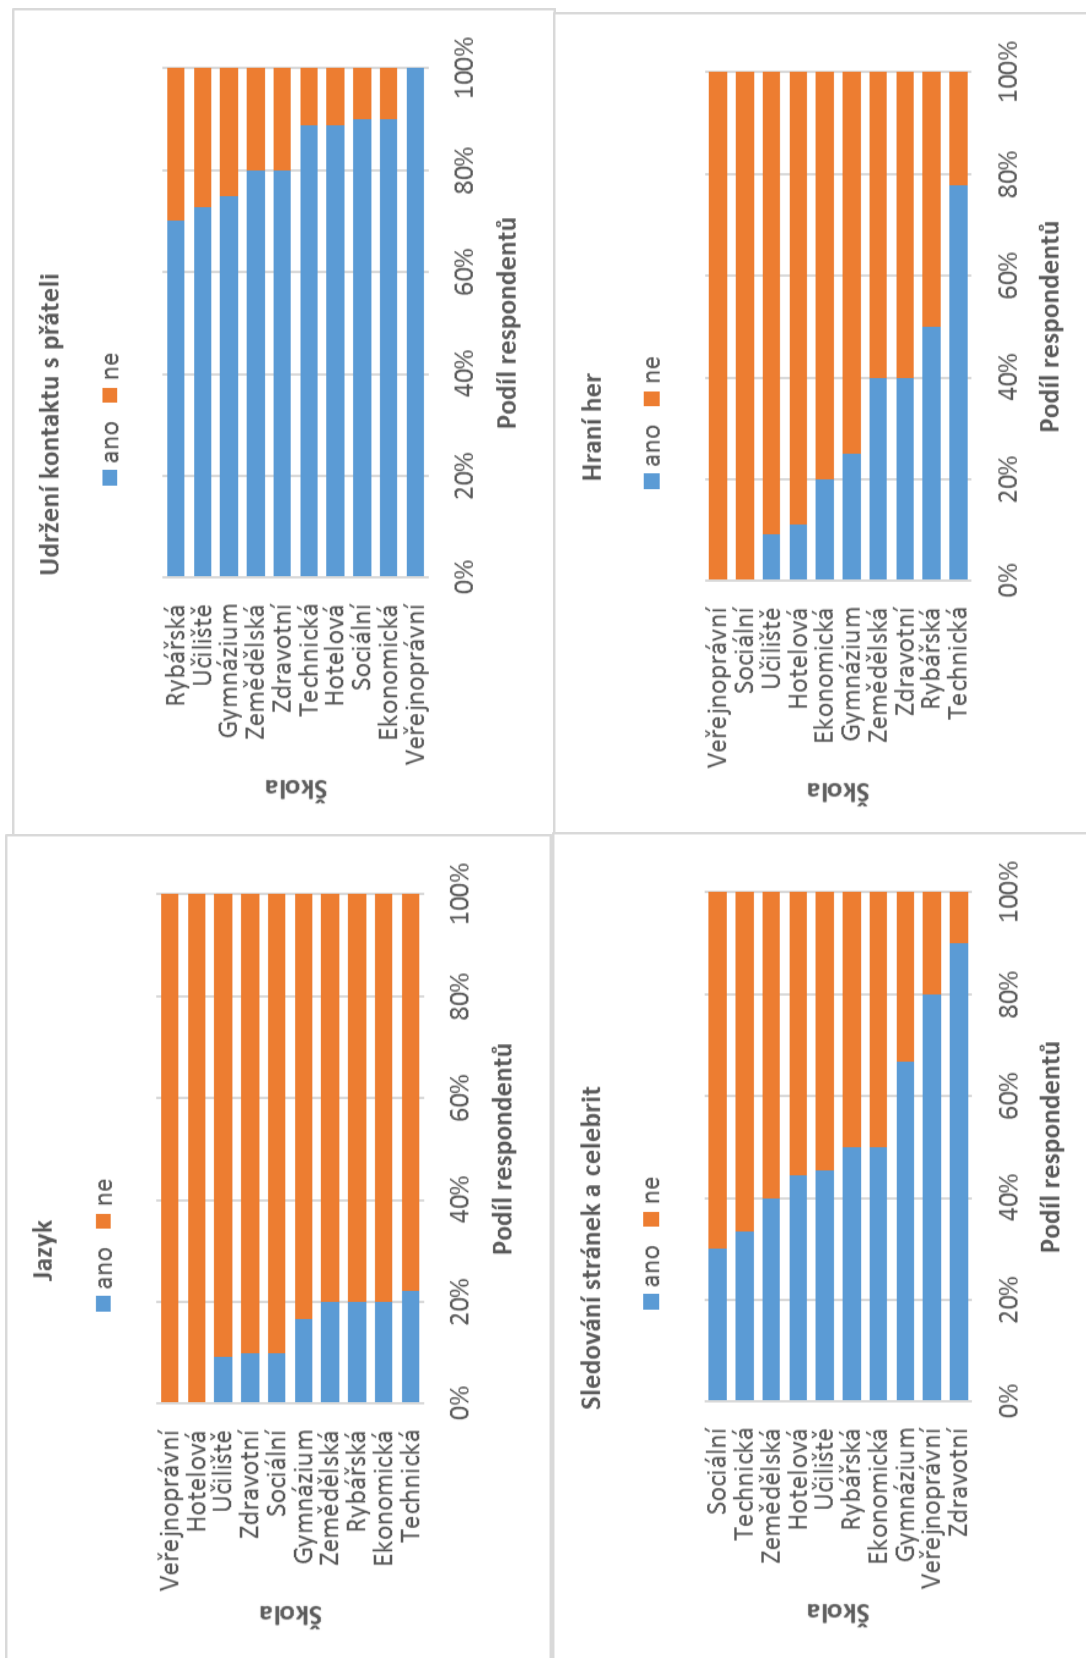 Jazyk
ano ne
Škola
Veřejnoprávní
Hotelová
Učiliště
Zdravotní
Sociální
Gymnázium
Zemědělská
Rybářská
Ekonomická
Technická
0% 20% 40% 60% 80% 100%
Podíl respondentů
Udržení kontaktu s přáteli
ano ne
Škola
Rybářská
Učiliště
Gymnázium
Zemědělská
Zdravotní
Technická
Hotelová
Sociální
Ekonomická
Veřejnoprávní
0% 20% 40% 60% 80% 100%
Podíl respondentů
Sledování stránek a celebrit
ano ne
Škola
Sociální
Technická
Zemědělská
Hotelová
Učiliště
Rybářská
Ekonomická
Gymnázium
Veřejnoprávní
Zdravotní
0% 20% 40% 60% 80% 100%
Podíl respondentů
Hraní her
ano ne
Škola
Veřejnoprávní
Sociální
Učiliště
Hotelová
Ekonomická
Gymnázium
Zemědělská
Zdravotní
Rybářská
Technická
0% 20% 40% 60% 80% 100%
Podíl respondentů